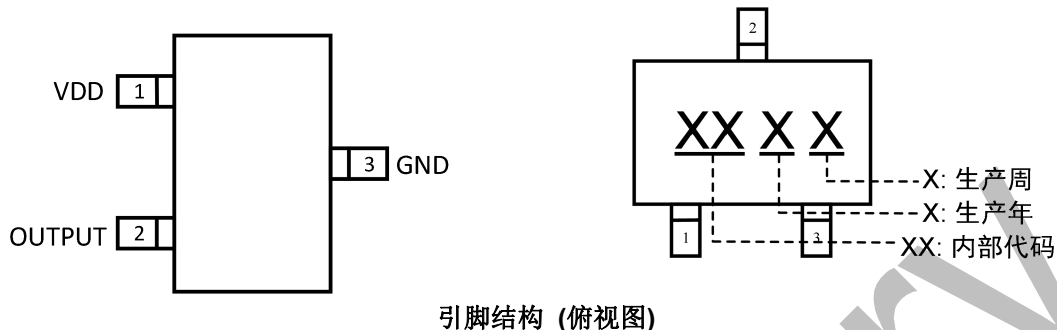 VDD 1
3 GND
OUTPUT 2
2
XX X X
X: 生产周
X: 生产年
XX: 内部代码
1 3
引脚结构 (俯视图)